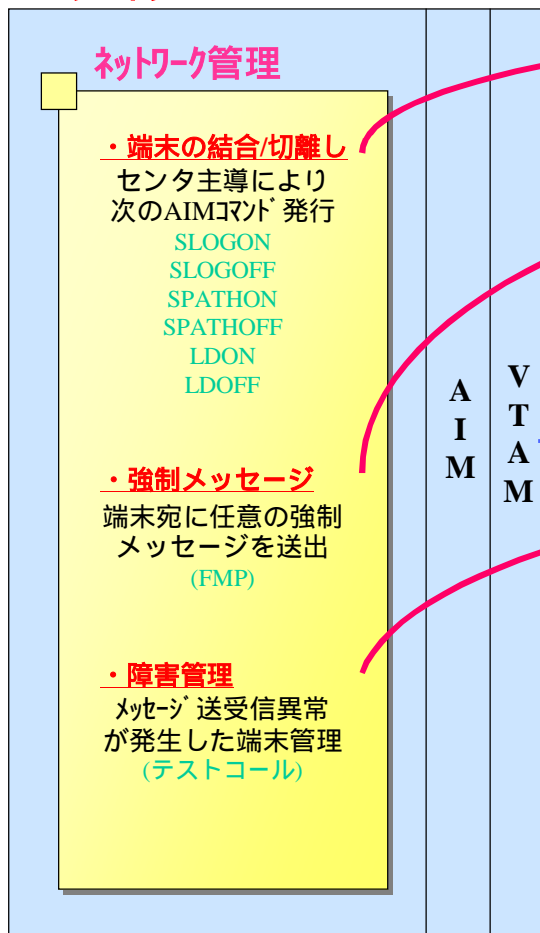 ネットワーク管理
・端末の結合/切離し
センタ主導により
次のAIMコマンド発行
SLOGON
SLOGOFF
SPATHON
SPATHOFF
LDON
LDOFF
・強制メッセージ
端末宛に任意の強制
メッセージを送出
(FMP)
・障害管理
メッセージ送受信異常
が発生した端末管理
(テストコール)
AIM
VTAM